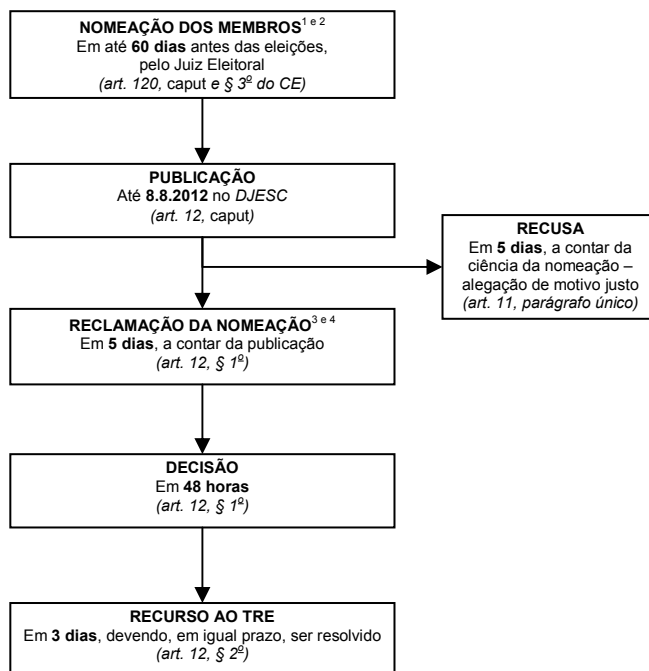 NOMEAÇÃO DOS MEMBROS1 e 2
Em até 60 dias antes das eleições,
pelo Juiz Eleitoral
(art. 120, caput e § 3º do CE)
PUBLICAÇÃO
Até 8.8.2012 no DJESC
(art. 12, caput)
RECUSA
Em 5 dias, a contar da
ciência da nomeação –
alegação de motivo justo
(art. 11, parágrafo único)
RECLAMAÇÃO DA NOMEAÇÃO3 e 4
Em 5 dias, a contar da publicação
(art. 12, § 1º)
DECISÃO
Em 48 horas
(art. 12, § 1º)
RECURSO AO TRE
Em 3 dias, devendo, em igual prazo, ser resolvido
(art. 12, § 2º)